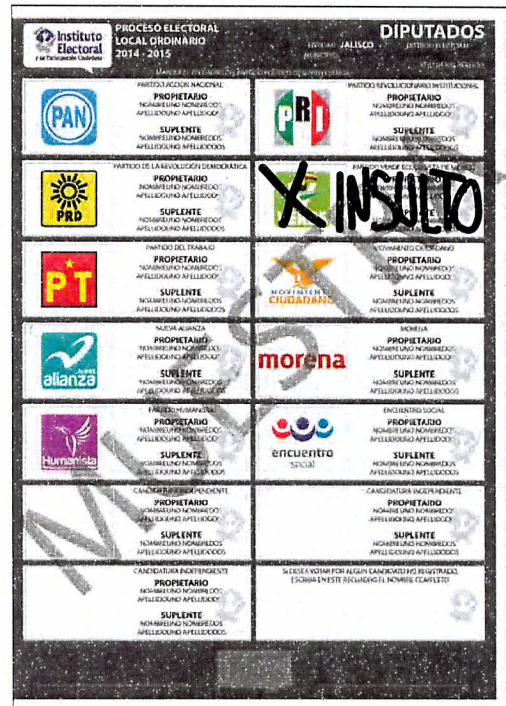 Instituto
Electoral
y de Participación Ciudadana
PROCESO ELECTORAL
LOCAL ORDINARIO
2014 - 2015
DIPUTADOS
JALISCO
PAN
PARTIDO ACCIÓN NACIONAL
PROPIETARIO
NOMBREUNO NOMBREDOS
APELLIDOUNO APELLIDODOS
SUPLENTE
NOMBREUNO NOMBREDOS
APELLIDOUNO APELLIDODOS
PRI
PARTIDO REVOLUCIONARIO INSTITUCIONAL
PROPIETARIO
NOMBREUNO NOMBREDOS
APELLIDOUNO APELLIDODOS
SUPLENTE
NOMBREUNO NOMBREDOS
APELLIDOUNO APELLIDODOS
PRD
PARTIDO DE LA REVOLUCIÓN DEMOCRÁTICA
PROPIETARIO
NOMBREUNO NOMBREDOS
APELLIDOUNO APELLIDODOS
SUPLENTE
NOMBREUNO NOMBREDOS
APELLIDOUNO APELLIDODOS
PARTIDO VERDE ECOLOGISTA DE MÉXICO
X INSULTO
PT
PARTIDO DEL TRABAJO
PROPIETARIO
NOMBREUNO NOMBREDOS
APELLIDOUNO APELLIDODOS
SUPLENTE
NOMBREUNO NOMBREDOS
APELLIDOUNO APELLIDODOS
MOVIMIENTO
CIUDADANO
MOVIMIENTO CIUDADANO
PROPIETARIO
NOMBREUNO NOMBREDOS
APELLIDOUNO APELLIDODOS
SUPLENTE
NOMBREUNO NOMBREDOS
APELLIDOUNO APELLIDODOS
nueva
alianza
NUEVA ALIANZA
PROPIETARIO
NOMBREUNO NOMBREDOS
APELLIDOUNO APELLIDODOS
SUPLENTE
NOMBREUNO NOMBREDOS
APELLIDOUNO APELLIDODOS
morena
MORENA
PROPIETARIO
NOMBREUNO NOMBREDOS
APELLIDOUNO APELLIDODOS
SUPLENTE
NOMBREUNO NOMBREDOS
APELLIDOUNO APELLIDODOS
Humanista
PARTIDO HUMANISTA
PROPIETARIO
NOMBREUNO NOMBREDOS
APELLIDOUNO APELLIDODOS
SUPLENTE
NOMBREUNO NOMBREDOS
APELLIDOUNO APELLIDODOS
encuentro
social
ENCUENTRO SOCIAL
PROPIETARIO
NOMBREUNO NOMBREDOS
APELLIDOUNO APELLIDODOS
SUPLENTE
NOMBREUNO NOMBREDOS
APELLIDOUNO APELLIDODOS
CANDIDATURA INDEPENDIENTE
PROPIETARIO
NOMBREUNO NOMBREDOS
APELLIDOUNO APELLIDODOS
SUPLENTE
NOMBREUNO NOMBREDOS
APELLIDOUNO APELLIDODOS
CANDIDATURA INDEPENDIENTE
PROPIETARIO
NOMBREUNO NOMBREDOS
APELLIDOUNO APELLIDODOS
SUPLENTE
NOMBREUNO NOMBREDOS
APELLIDOUNO APELLIDODOS
CANDIDATURA INDEPENDIENTE
PROPIETARIO
NOMBREUNO NOMBREDOS
APELLIDOUNO APELLIDODOS
SUPLENTE
NOMBREUNO NOMBREDOS
APELLIDOUNO APELLIDODOS
SI DESEA VOTAR POR ALGÚN CANDIDATO NO REGISTRADO,
ESCRIBA EN ESTE RECUADRO EL NOMBRE COMPLETO
MUESTRA